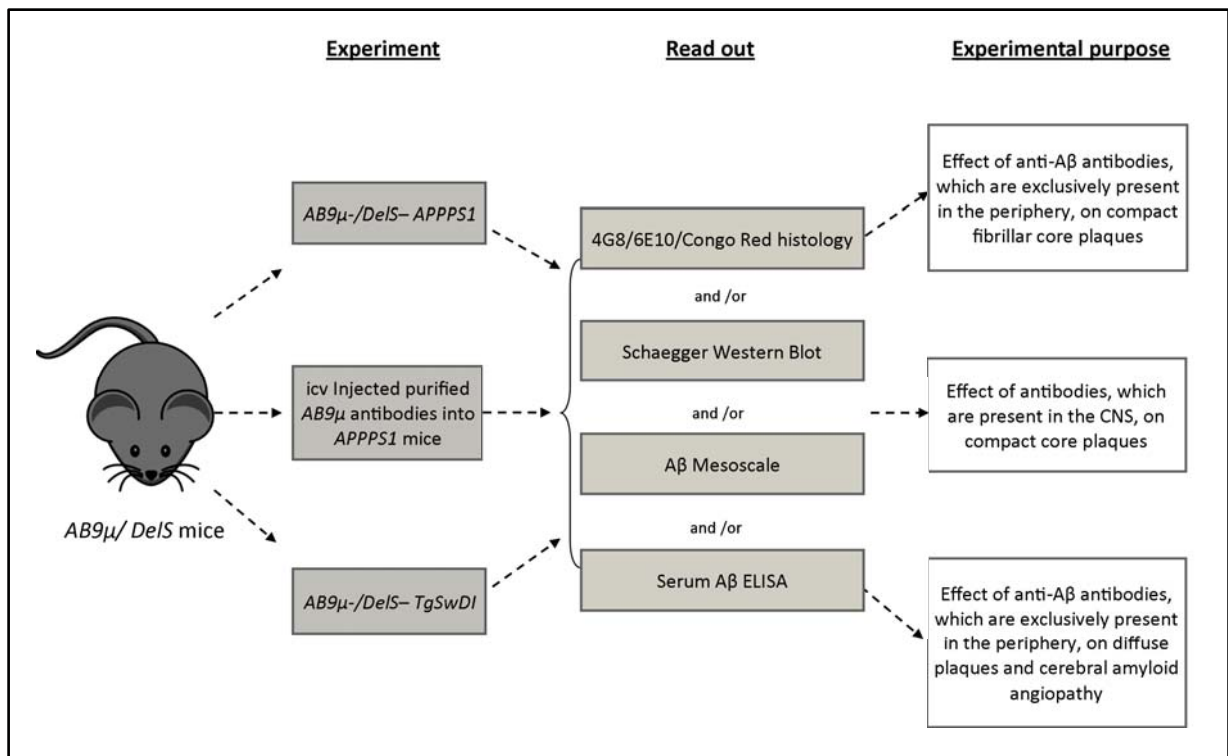 Experiment
Read out
Experimental purpose
AB9μ-/DelS– APPPS1
icv Injected purified
AB9μ antibodies into
APPPS1 mice
AB9μ-/DelS– TgSwDI
AB9μ/ DelS mice
4G8/6E10/Congo Red histology
and /or
Schaegger Western Blot
and /or
Aβ Mesoscale
and /or
Serum Aβ ELISA
Effect of anti-Aβ antibodies,
which are exclusively present
in the periphery, on compact
fibrillar core plaques
Effect of antibodies, which
are present in the CNS, on
compact core plaques
Effect of anti-Aβ antibodies,
which are exclusively present
in the periphery, on diffuse
plaques and cerebral amyloid
angiopathy